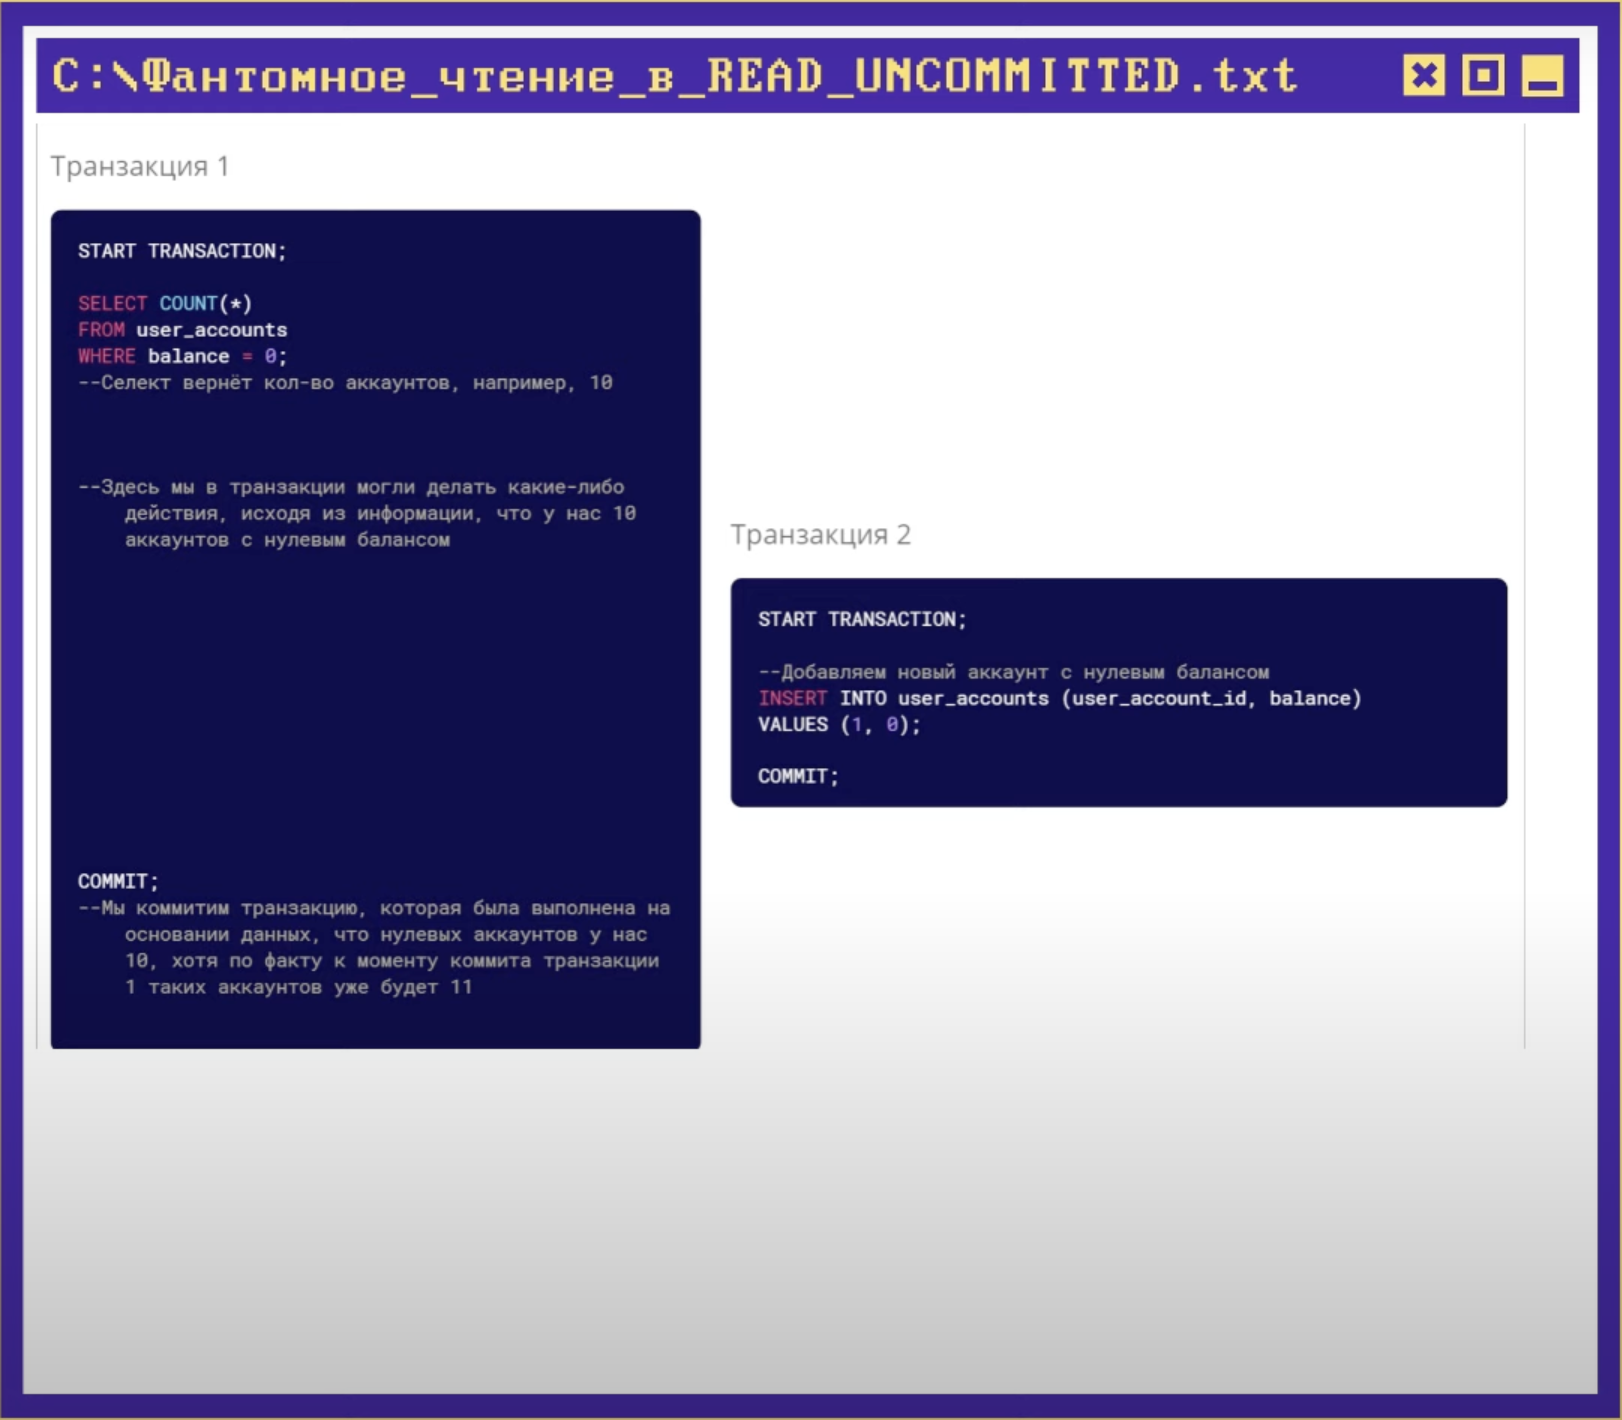 C:\Фантомное_чтение_в_READ_UNCOMMITTED.txt
Транзакция 1
START TRANSACTION;
SELECT COUNT(*)
FROM user_accounts
WHERE balance = 0;
--Селект вернёт кол-во аккаунтов, например, 10
--Здесь мы в транзакции могли делать какие-либо
действия, исходя из информации, что у нас 10
аккаунтов с нулевым балансом
COMMIT;
--Мы коммитим транзакцию, которая была выполнена на
основании данных, что нулевых аккаунтов у нас
10, хотя по факту к моменту коммита транзакции
1 таких аккаунтов уже будет 11
Транзакция 2
START TRANSACTION;
--Добавляем новый аккаунт с нулевым балансом
INSERT INTO user_accounts (user_account_id, balance)
VALUES (1, 0);
COMMIT;